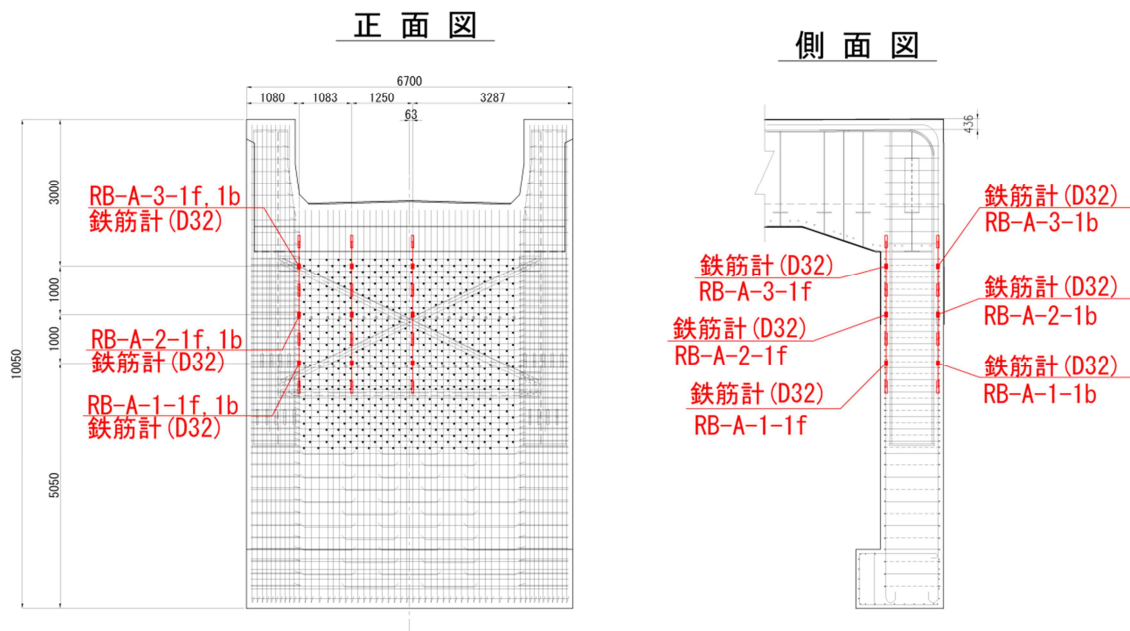 正面図
側面図
6700
1080
1083
1250
3287
63
3000
1000
1000
5050
10050
RB-A-3-1f, 1b
鉄筋計(D32)
RB-A-2-1f, 1b
鉄筋計(D32)
RB-A-1-1f, 1b
鉄筋計(D32)
436
鉄筋計(D32)
RB-A-3-1f
鉄筋計(D32)
RB-A-2-1f
鉄筋計(D32)
RB-A-1-1f
鉄筋計(D32)
RB-A-3-1b
鉄筋計(D32)
RB-A-2-1b
鉄筋計(D32)
RB-A-1-1b